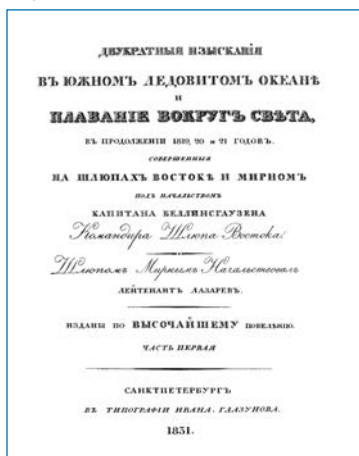 ДВУКРАТНЫЯ ИЗЫСКАНІЯ
ВЪ ЮЖНОМЪ ЛЕДОВИТОМЪ ОКЕАНѢ
И
ПЛАВАНІЕ ВОКРУГЪ СВѢТА,
ВЪ ПРОДОЛЖЕНІИ 1819, 20 и 21 ГОДОВЪ.
СОВЕРШЕННЫЯ
НА ШЛЮПАХЪ ВОСТОКѢ И МИРНОМЪ
ПОДЪ НАЧАЛЬСТВОМЪ
КАПИТАНА БЕЛЛИНСГАУЗЕНА
Командира Шлюпа Востока.
Шлюпомъ Мирнымъ Начальствовалъ
ЛЕЙТЕНАНТЪ ЛАЗАРЕВЪ.
ИЗДАНЫ ПО ВЫСОЧАЙШЕМУ ПОВЕЛѢНІЮ.
ЧАСТЬ ПЕРВАЯ
САНКТПЕТЕРБУРГЪ
ВЪ ТИПОГРАФІИ ИВАНА ГЛАЗУНОВА.
1831.